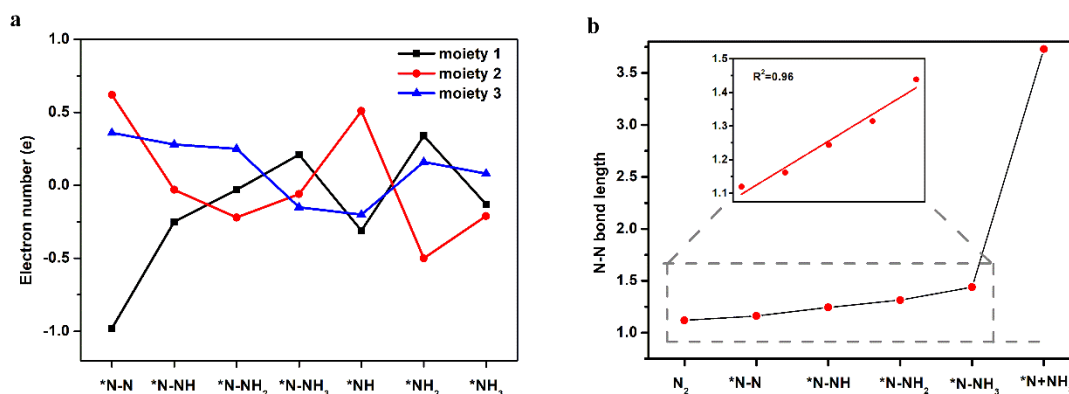 a
1.0
0.5
0.0
-0.5
-1.0
Electron number (e)
moiety 1
moiety 2
moiety 3
*N-N
*N-NH
*N-NH₂
*N-NH₃
*NH
*NH₂
*NH₃
b
3.5
3.0
2.5
2.0
1.5
1.0
N-N bond length
R²=0.96
1.5
1.4
1.3
1.2
1.1
N₂
*N-N
*N-NH
*N-NH₂
*N-NH₃
*N+NH